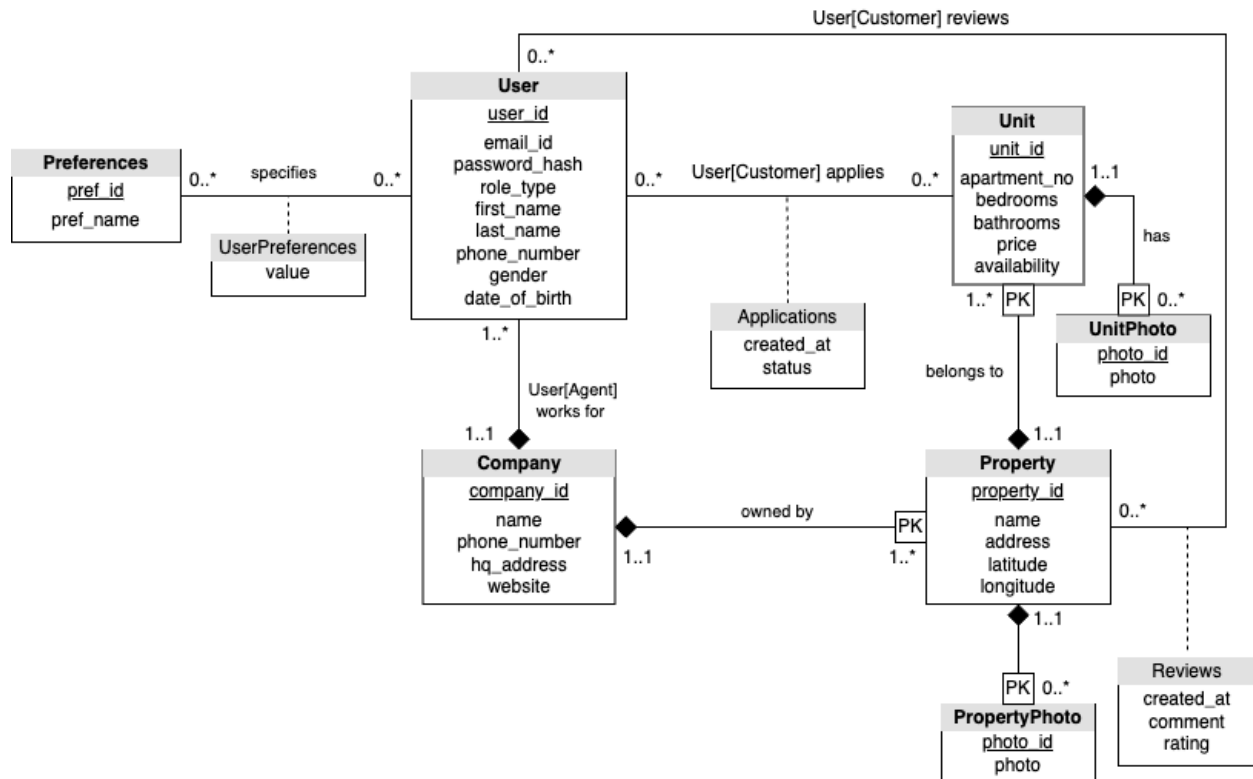 User[Customer] reviews
0..*
User
user_id
email_id
password_hash
role_type
first_name
last_name
phone_number
gender
date_of_birth
Preferences
pref_id
pref_name
0..*
specifies
0..*
UserPreferences
value
0..*
User[Customer] applies
0..*
Applications
created_at
status
Unit
unit_id
apartment_no
bedrooms
bathrooms
price
availability
1..1
has
PK
0..*
UnitPhoto
photo_id
photo
1..*
PK
belongs to
1..1
1..*
User[Agent]
works for
1..1
Company
company_id
name
phone_number
hq_address
website
owned by
1..1
PK
1..*
Property
property_id
name
address
latitude
longitude
0..*
1..1
PK
0..*
PropertyPhoto
photo_id
photo
Reviews
created_at
comment
rating